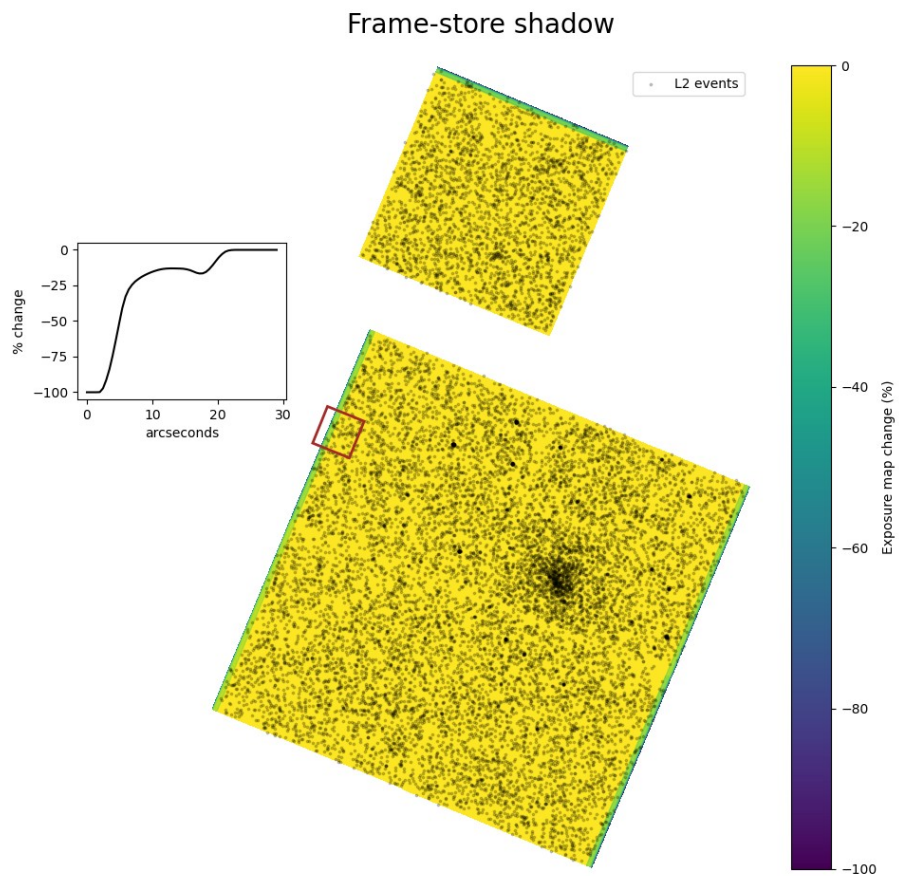 Frame-store shadow
L2 events
0
−20
−40
−60
−80
−100
Exposure map change (%)
0
−25
−50
−75
−100
% change
0 10 20 30
arcseconds